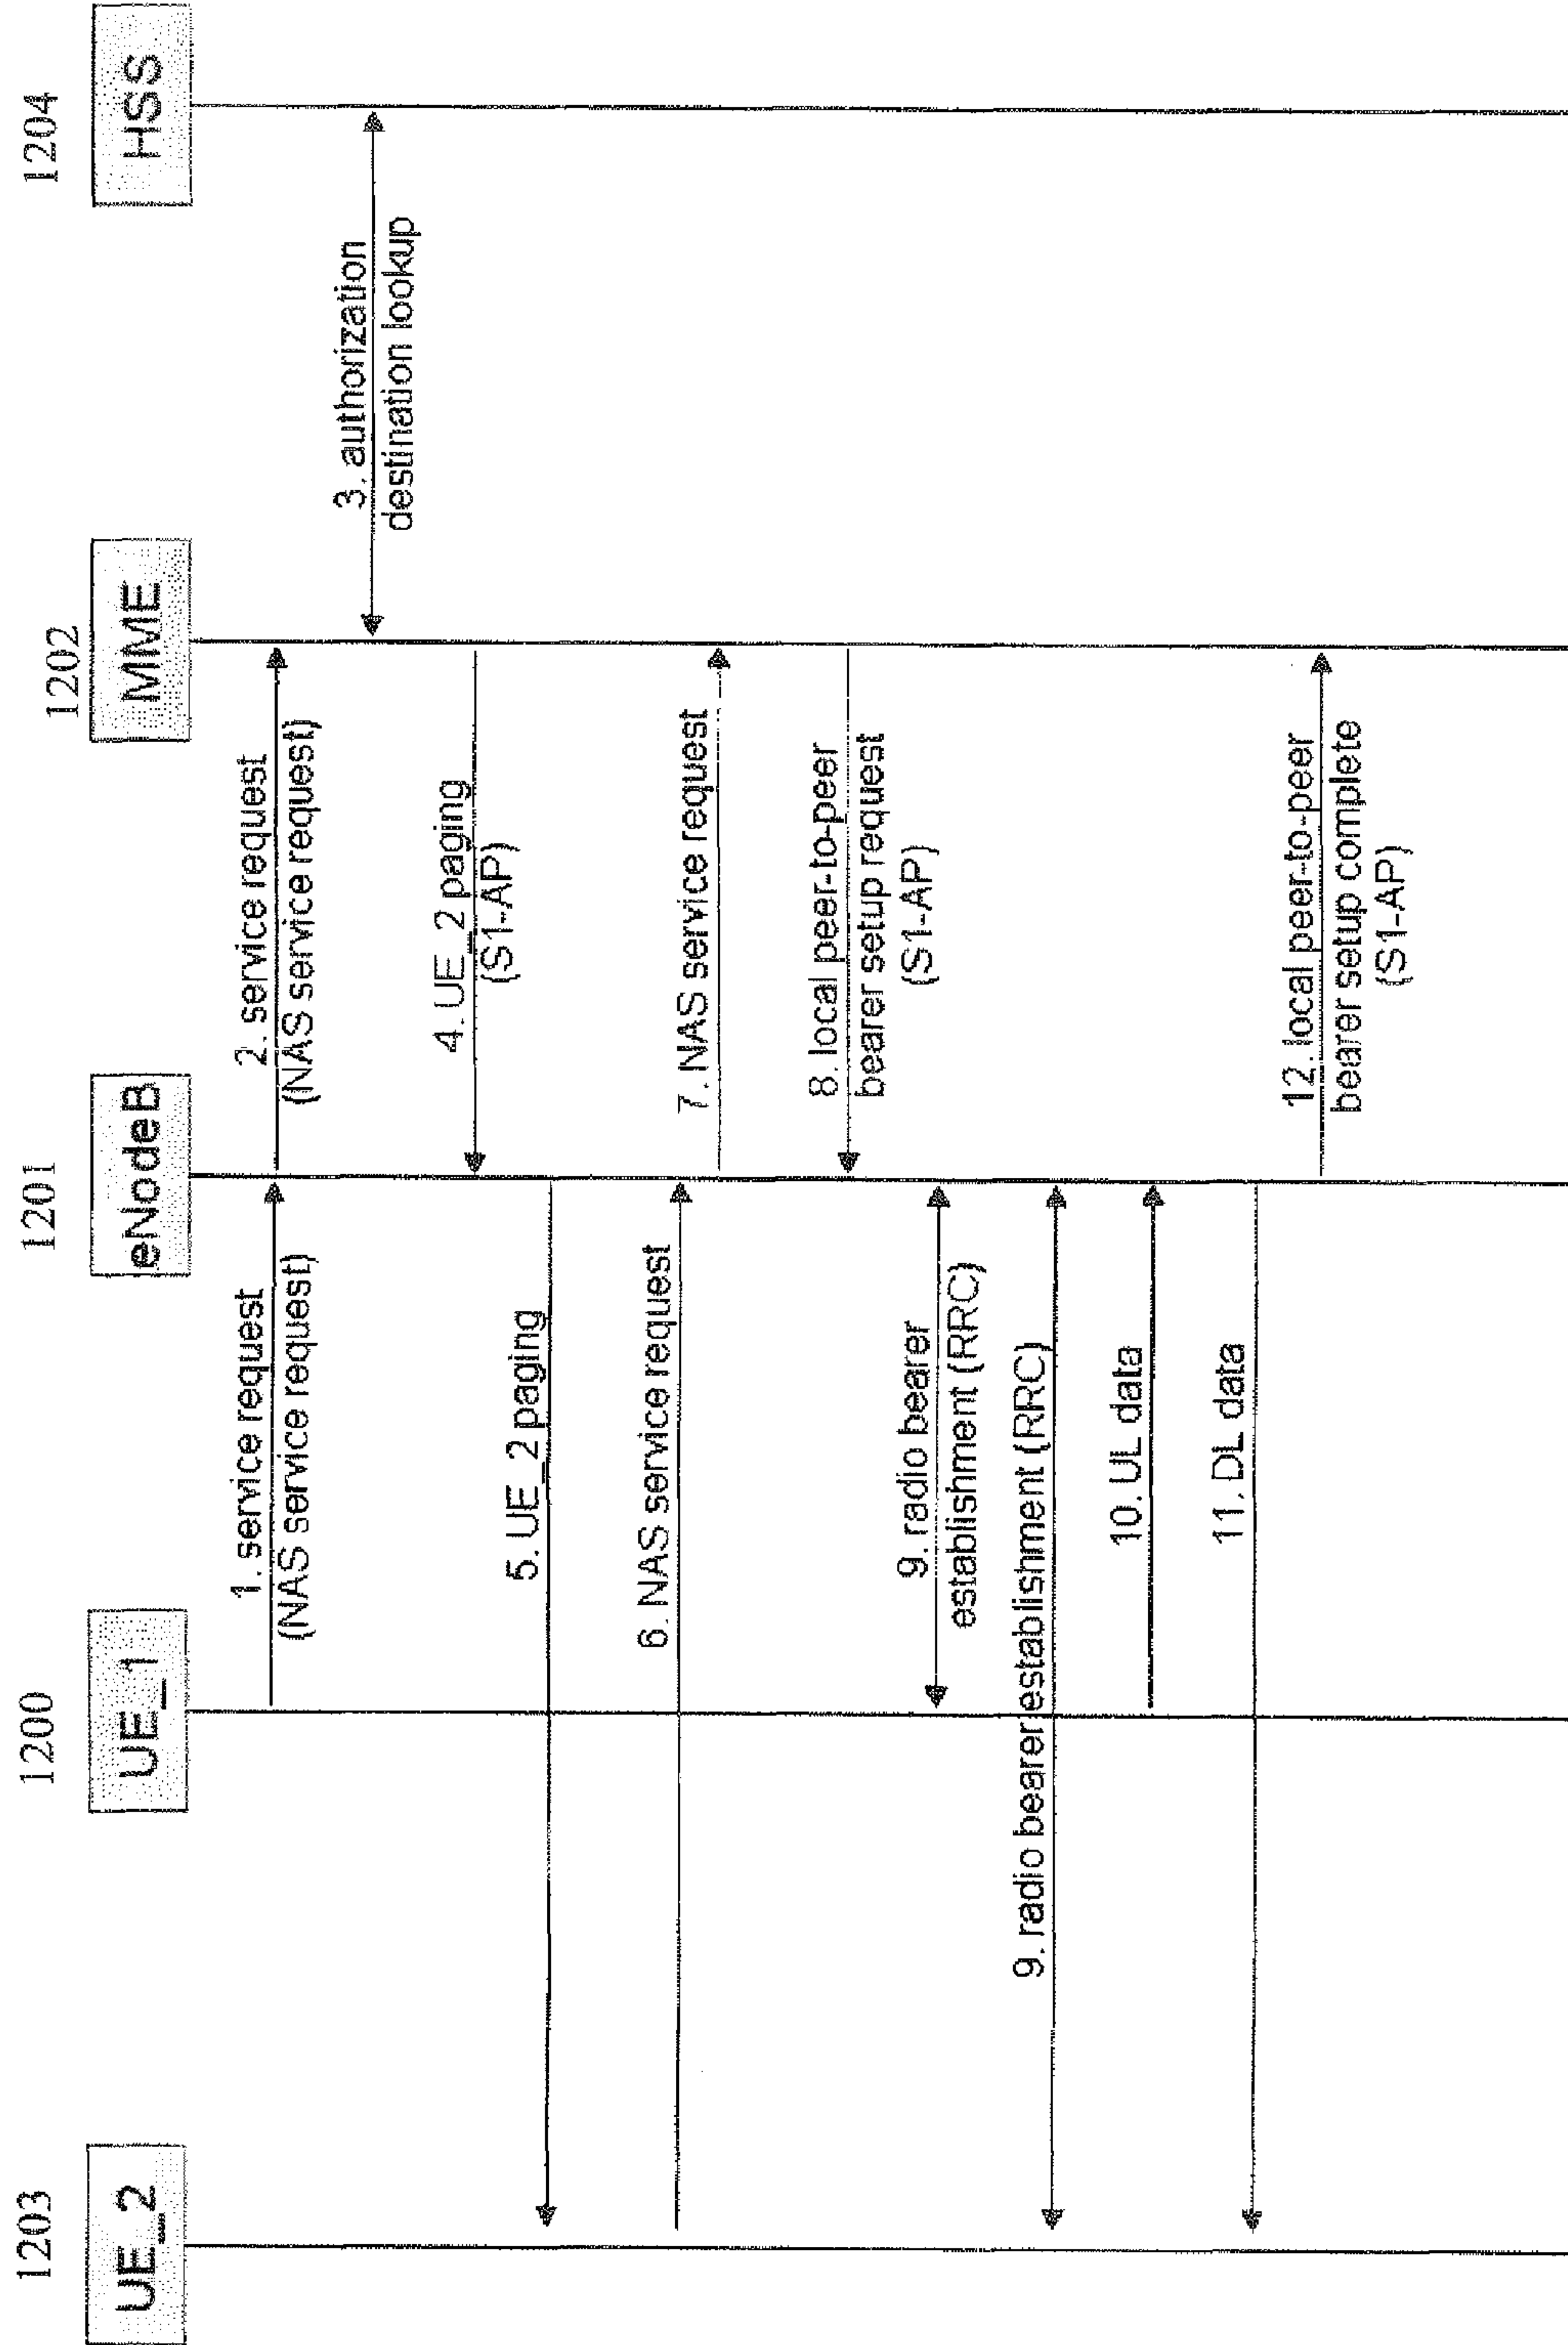 1203
1200
1201
1202
1204
UE_2
UE_1
eNodeB
MME
HSS
1. service request
(NAS service request)
2. service request
(NAS service request)
3. authorization
destination lookup
4. UE_2 paging
(S1-AP)
5. UE_2 paging
6. NAS service request
7. NAS service request
8. local peer-to-peer
bearer setup request
(S1-AP)
9. radio bearer
establishment (RRC)
9. radio bearer establishment (RRC)
10. UL data
11. DL data
12. local peer-to-peer
bearer setup complete
(S1-AP)